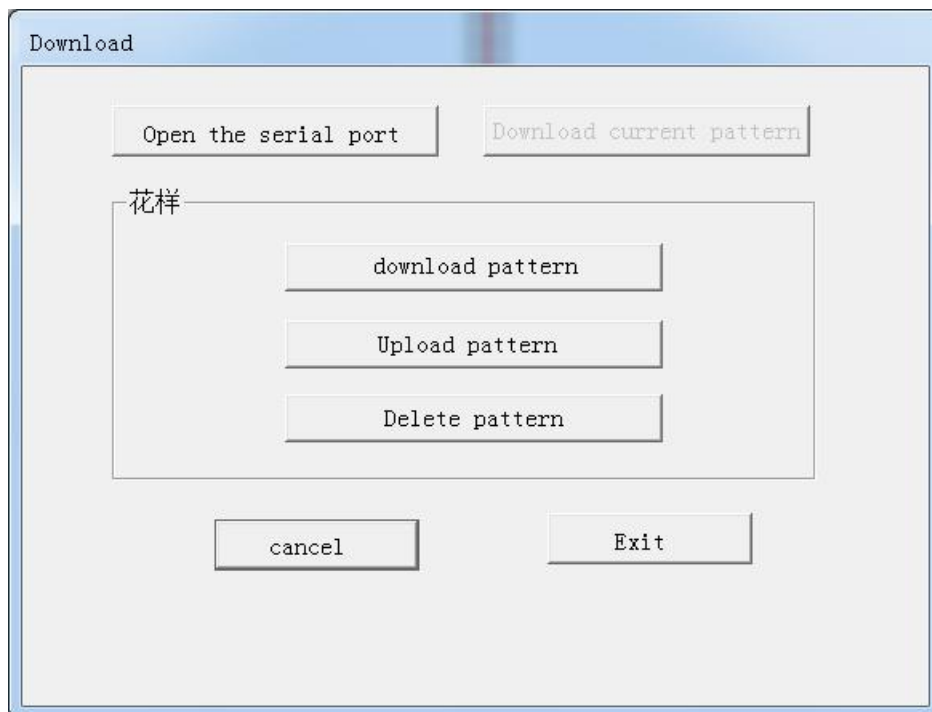 Download
Open the serial port
Download current pattern
花样
download pattern
Upload pattern
Delete pattern
cancel
Exit